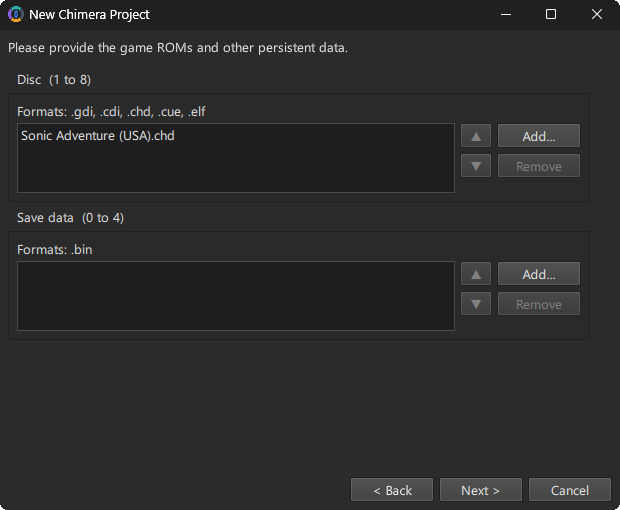 New Chimera Project
Please provide the game ROMs and other persistent data.
Disc (1 to 8)
Formats: .gdi, .cdi, .chd, .cue, .elf
Sonic Adventure (USA).chd
▲ Add...
▼ Remove
Save data (0 to 4)
Formats: .bin
▲ Add...
▼ Remove
< Back Next > Cancel